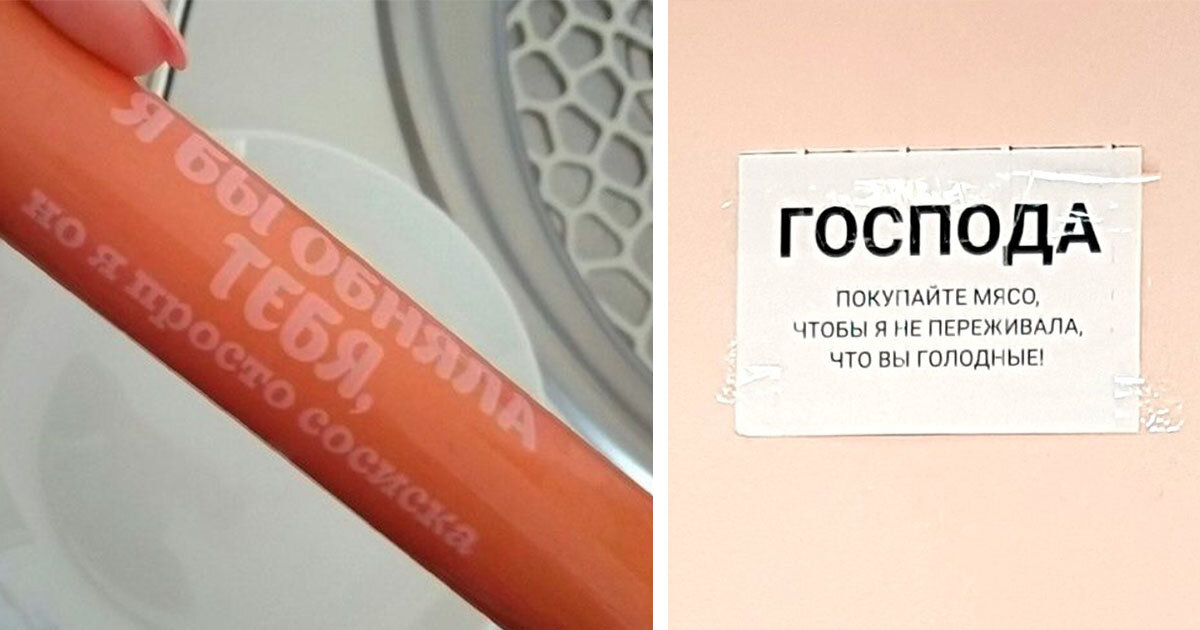 Я БЫ ОБНЯЛА
ТЕБЯ,
но я просто сосиска
ГОСПОДА
ПОКУПАЙТЕ МЯСО,
ЧТОБЫ Я НЕ ПЕРЕЖИВАЛА,
ЧТО ВЫ ГОЛОДНЫЕ!